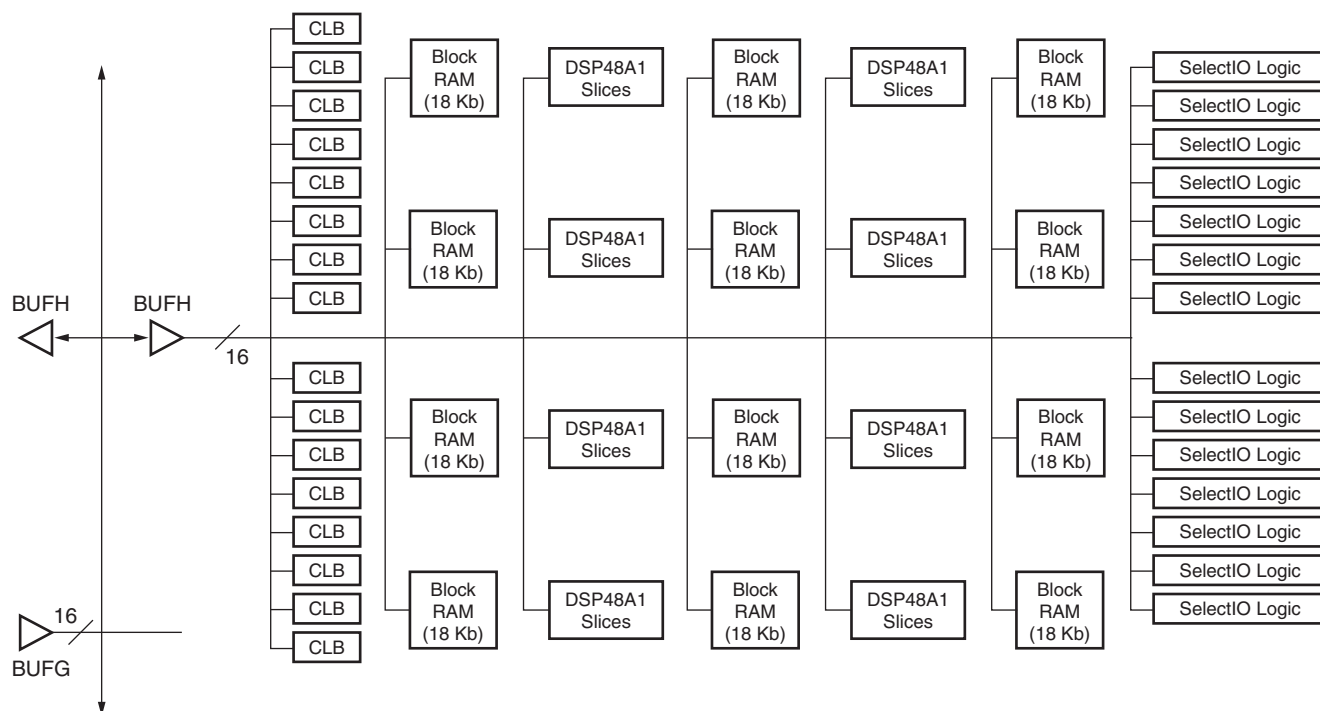 CLB
CLB
CLB
CLB
CLB
CLB
CLB
CLB
Block
RAM
(18 Kb)
DSP48A1
Slices
Block
RAM
(18 Kb)
DSP48A1
Slices
Block
RAM
(18 Kb)
SelectIO Logic
SelectIO Logic
SelectIO Logic
SelectIO Logic
SelectIO Logic
SelectIO Logic
SelectIO Logic
Block
RAM
(18 Kb)
DSP48A1
Slices
Block
RAM
(18 Kb)
DSP48A1
Slices
Block
RAM
(18 Kb)
BUFH
BUFH
16
CLB
CLB
CLB
CLB
CLB
CLB
CLB
CLB
Block
RAM
(18 Kb)
DSP48A1
Slices
Block
RAM
(18 Kb)
DSP48A1
Slices
Block
RAM
(18 Kb)
SelectIO Logic
SelectIO Logic
SelectIO Logic
SelectIO Logic
SelectIO Logic
SelectIO Logic
SelectIO Logic
Block
RAM
(18 Kb)
DSP48A1
Slices
Block
RAM
(18 Kb)
DSP48A1
Slices
Block
RAM
(18 Kb)
16
BUFG